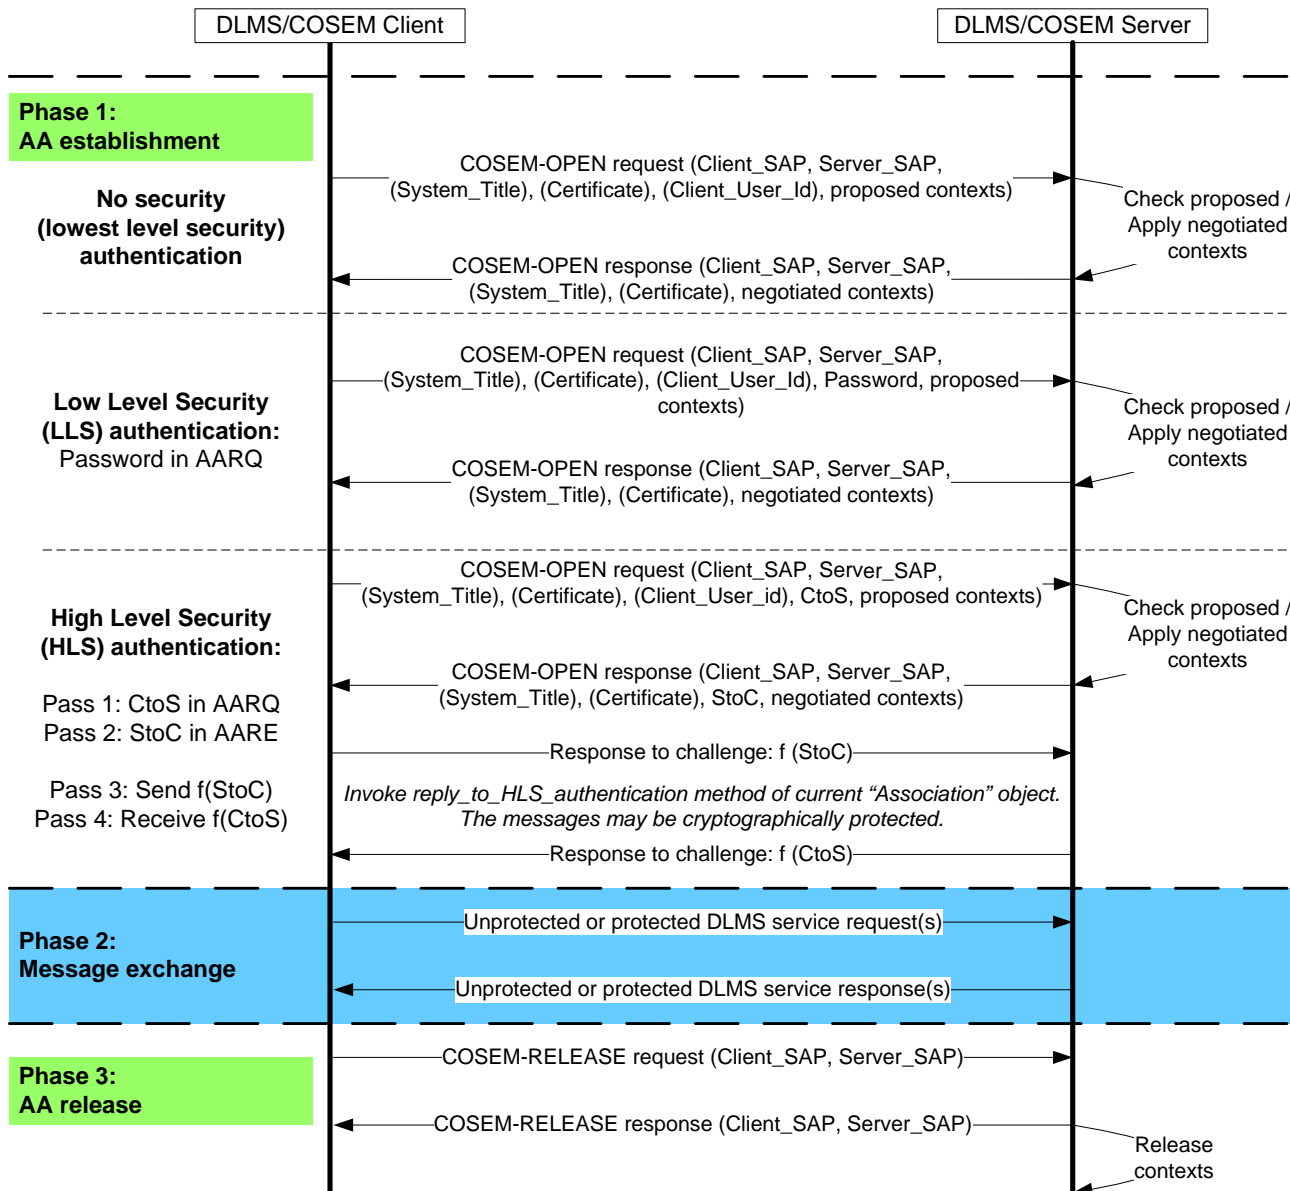 DLMS/COSEM Client
DLMS/COSEM Server
Phase 1:
AA establishment
No security
(lowest level security)
authentication
COSEM-OPEN request (Client_SAP, Server_SAP,
(System_Title), (Certificate), (Client_User_Id), proposed contexts)
Check proposed /
Apply negotiated
contexts
COSEM-OPEN response (Client_SAP, Server_SAP,
(System_Title), (Certificate), negotiated contexts)
Low Level Security
(LLS) authentication:
Password in AARQ
COSEM-OPEN request (Client_SAP, Server_SAP,
(System_Title), (Certificate), (Client_User_Id), Password, proposed
contexts)
Check proposed /
Apply negotiated
contexts
COSEM-OPEN response (Client_SAP, Server_SAP,
(System_Title), (Certificate), negotiated contexts)
High Level Security
(HLS) authentication:
Pass 1: CtoS in AARQ
Pass 2: StoC in AARE
Pass 3: Send f(StoC)
Pass 4: Receive f(CtoS)
COSEM-OPEN request (Client_SAP, Server_SAP,
(System_Title), (Certificate), (Client_User_id), CtoS, proposed contexts)
Check proposed /
Apply negotiated
contexts
COSEM-OPEN response (Client_SAP, Server_SAP,
(System_Title), (Certificate), StoC, negotiated contexts)
Response to challenge: f (StoC)
Invoke reply_to_HLS_authentication method of current “Association” object.
The messages may be cryptographically protected.
Response to challenge: f (CtoS)
Phase 2:
Message exchange
Unprotected or protected DLMS service request(s)
Unprotected or protected DLMS service response(s)
Phase 3:
AA release
COSEM-RELEASE request (Client_SAP, Server_SAP)
COSEM-RELEASE response (Client_SAP, Server_SAP)
Release
contexts